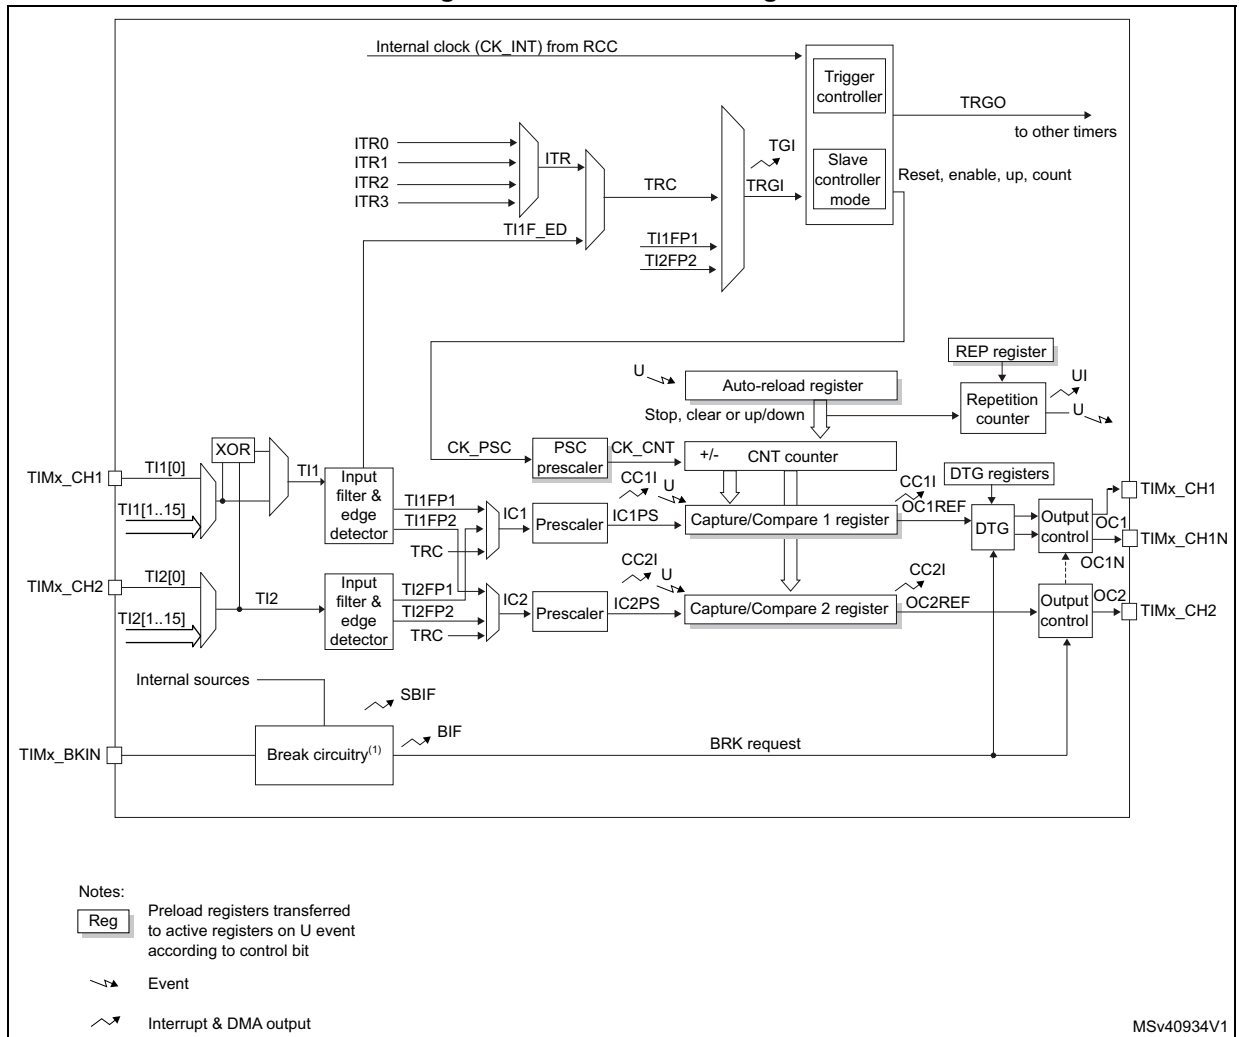 Internal clock (CK_INT) from RCC
Trigger
controller
TRGO
to other timers
ITR0
ITR1
ITR2
ITR3
ITR
TGI
TRC
TRGI
Slave
controller
mode
Reset, enable, up, count
TI1F_ED
TI1FP1
TI2FP2
REP register
U
Auto-reload register
UI
Repetition
counter
U
Stop, clear or up/down
XOR
CK_PSC
PSC
prescaler
CK_CNT
+/- CNT counter
TIMx_CH1
TI1[0]
TI1
Input
filter &
edge
detector
TI1FP1
TI1FP2
TRC
IC1
Prescaler
IC1PS
CC1I
U
Capture/Compare 1 register
CC1I
OC1REF
DTG registers
DTG
Output
control
OC1
TIMx_CH1
TIMx_CH1N
OC1N
TI1[1..15]
TIMx_CH2
TI2[0]
TI2
TI2[1..15]
Input
filter &
edge
detector
TI2FP1
TI2FP2
TRC
IC2
Prescaler
IC2PS
CC2I
U
Capture/Compare 2 register
CC2I
OC2REF
Output
control
OC2
TIMx_CH2
Internal sources
SBIF
TIMx_BKIN
Break circuitry(1)
BIF
BRK request
Notes:
Reg
Preload registers transferred
to active registers on U event
according to control bit
Event
Interrupt & DMA output
MSv40934V1